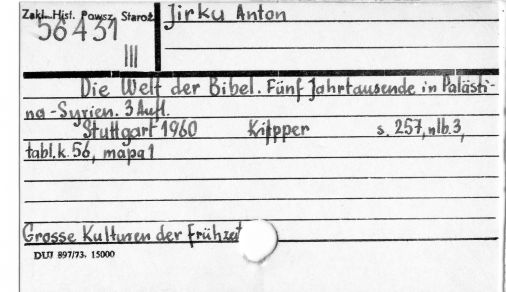 Zakł. Hist. Powsz. Staroż.
56431
III
Jirku Anton
Die Welt der Bibel. Fünf Jahrtausende in Palästi-
na-Syrien. 3 Aufl.
Stuttgart 1960 Kilpper s. 257, nlb. 3,
tabl. k. 56, mapa 1
Grosse Kulturen der Frühzeit
DUJ 897/73. 15000